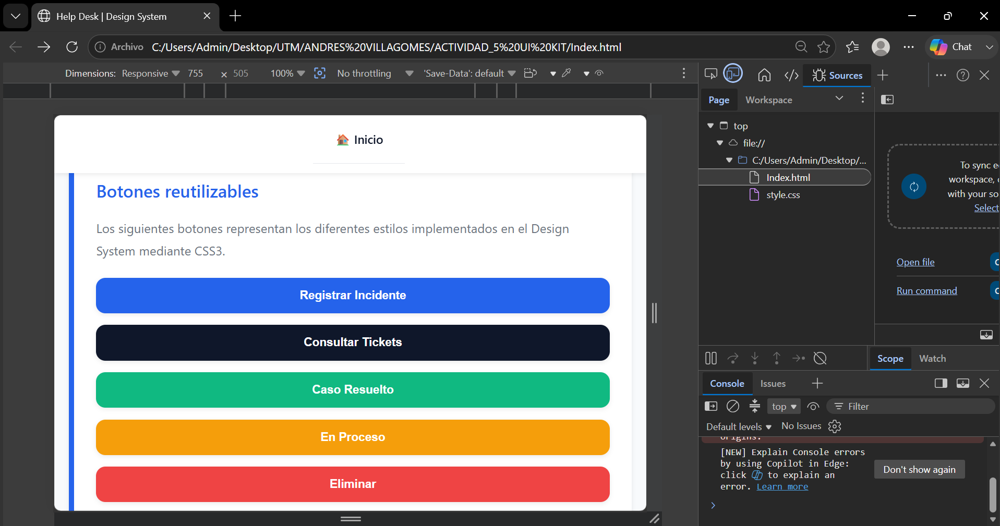 Help Desk | Design System
Archivo
C:/Users/Admin/Desktop/UTM/ANDRES%20VILLAGOMES/ACTIVIDAD_5%20UI%20KIT/Index.html
Chat
Dimensions: Responsive 755 × 505 100% No throttling 'Save-Data': default
Sources
Page Workspace
top
file://
C:/Users/Admin/Desktop/...
Index.html
style.css
To sync e
workspace,
with your so
Select
Open file
Run command
Inicio
Botones reutilizables
Los siguientes botones representan los diferentes estilos implementados en el Design
System mediante CSS3.
Registrar Incidente
Consultar Tickets
Caso Resuelto
En Proceso
Eliminar
Scope Watch
Console Issues
top Filter
Default levels No Issues
origins.
[NEW] Explain Console errors
by using Copilot in Edge:
click to explain an
error. Learn more
Don't show again